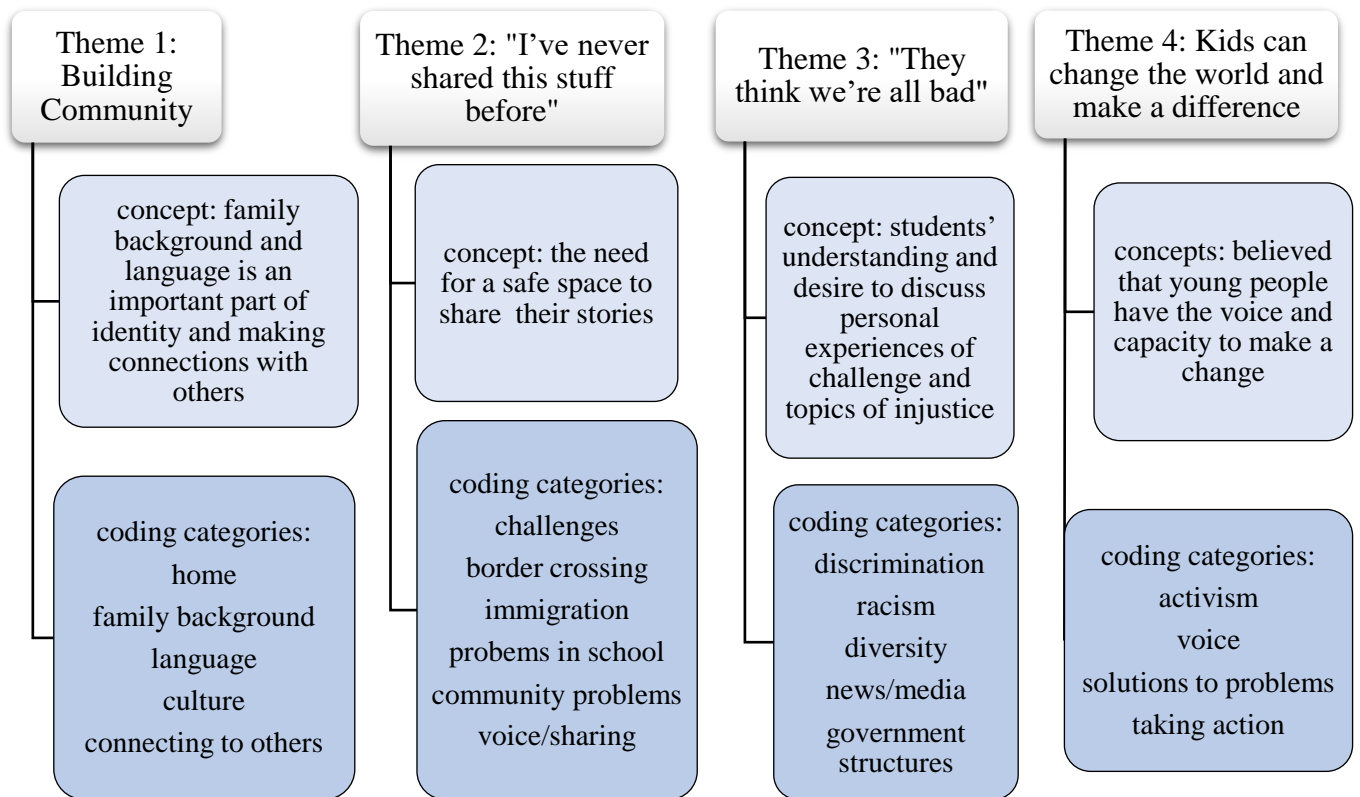 Theme 1:
Building
Community
concept: family
background and
language is an
important part of
identity and making
connections with
others
coding categories:
home
family background
language
culture
connecting to others
Theme 2: "I’ve never
shared this stuff
before"
concept: the need
for a safe space to
share their stories
coding categories:
challenges
border crossing
immigration
probems in school
community problems
voice/sharing
Theme 3: "They
think we’re all bad"
concept: students’
understanding and
desire to discuss
personal
experiences of
challenge and
topics of injustice
coding categories:
discrimination
racism
diversity
news/media
government
structures
Theme 4: Kids can
change the world and
make a difference
concepts: believed
that young people
have the voice and
capacity to make a
change
coding categories:
activism
voice
solutions to problems
taking action